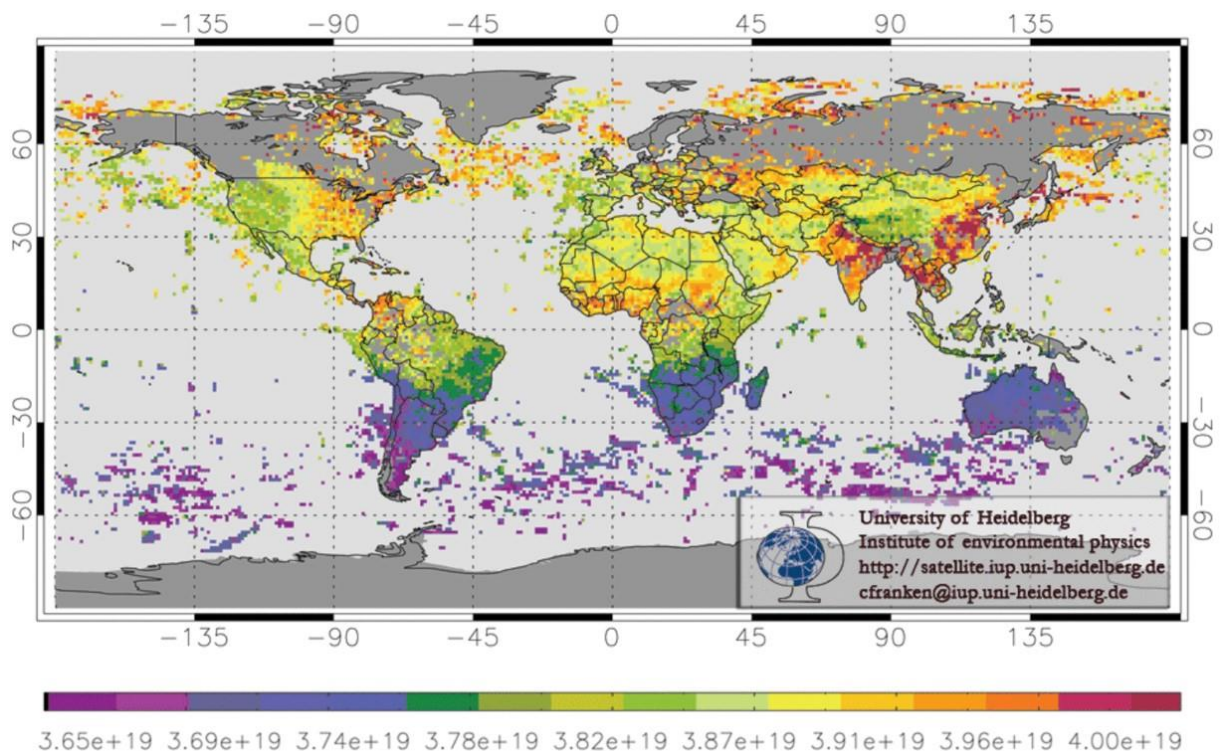 −135 −90 −45 0 45 90 135
60 60
30 30
0 0
−30 −30
−60 −60
University of Heidelberg
Institute of environmental physics
http://satellite.iup.uni-heidelberg.de
cfranken@iup.uni-heidelberg.de
−135 −90 −45 0 45 90 135
3.65e+19 3.69e+19 3.74e+19 3.78e+19 3.82e+19 3.87e+19 3.91e+19 3.96e+19 4.00e+19